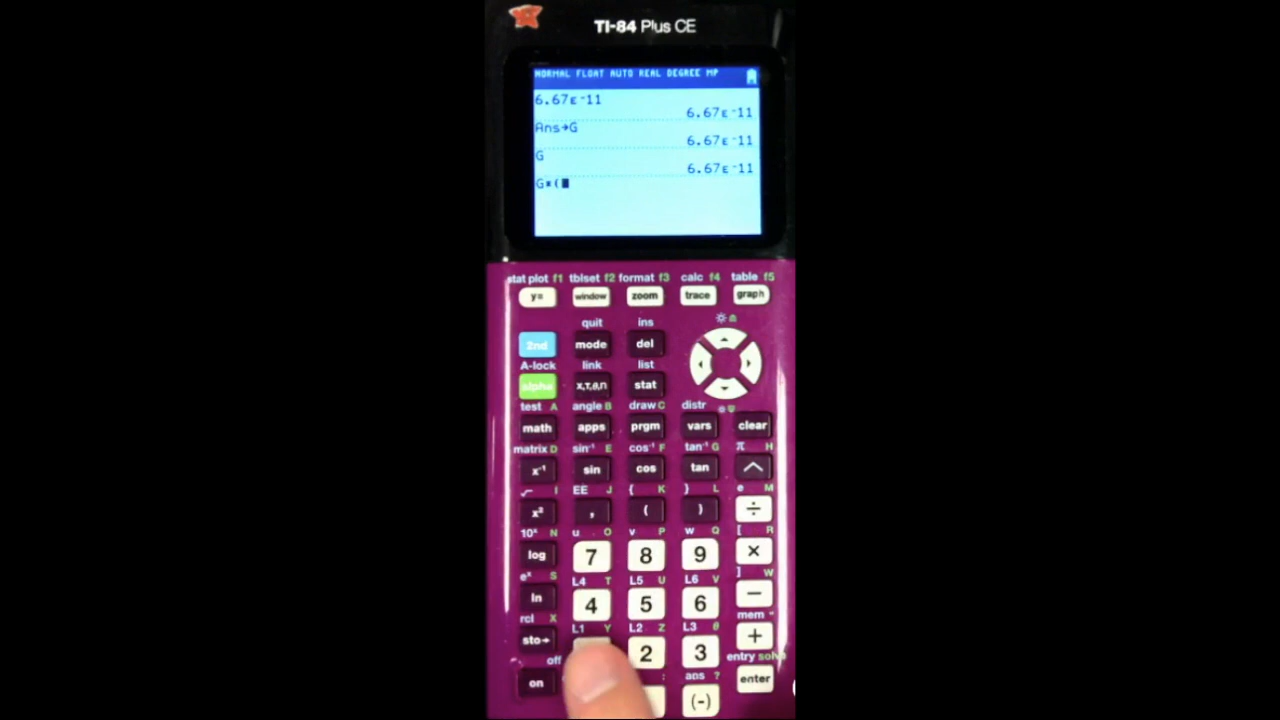 TI-84 Plus CE
NORMAL FLOAT AUTO REAL DEGREE MP
6.67ᴇ⁻11
6.67ᴇ⁻11
Ans→G
6.67ᴇ⁻11
G
6.67ᴇ⁻11
G*(
stat plot f1 tblset f2 format f3 calc f4 table f5
y= window zoom trace graph
quit ins
2nd mode del
A-lock link list
alpha X,T,θ,n stat
test A angle B draw C distr
math apps prgm vars clear
matrix D sin⁻¹ E cos⁻¹ F tan⁻¹ G π H
x⁻¹ sin cos tan ^
√ I EE J { K } L e M
x² , ( ) ÷
10ˣ N u O v P w Q [ R
log 7 8 9 ×
eˣ S L4 T L5 U L6 V ] W
ln 4 5 6 −
rcl X L1 Y L2 Z L3 θ mem "
sto→ 2 3 +
off : ans ? entry solve
on (-) enter